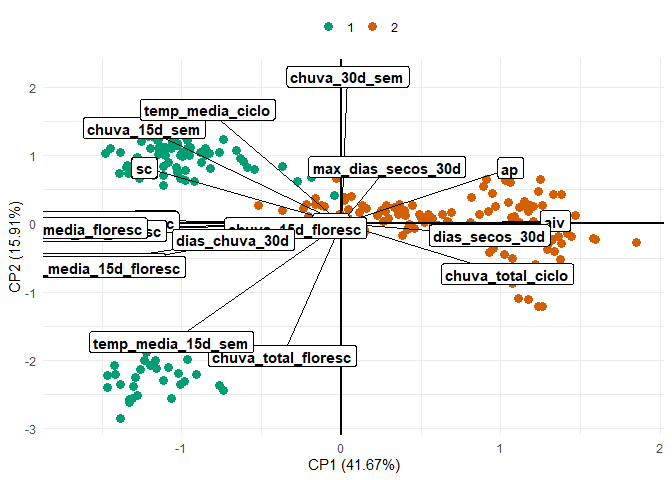 1 2
chuva_30d_sem
2
temp_media_ciclo
chuva_15d_sem
1
sc max_dias_secos_30d ap
media_floresc
0
chuva_15d_floresc aiv
dias_chuva_30d dias_secos_30d
_media_15d_floresc chuva_total_ciclo
-1
temp_media_15d_sem
chuva_total_floresc
-2
-3
-1 0 1 2
CP1 (41.67%)
CP2 (15.91%)